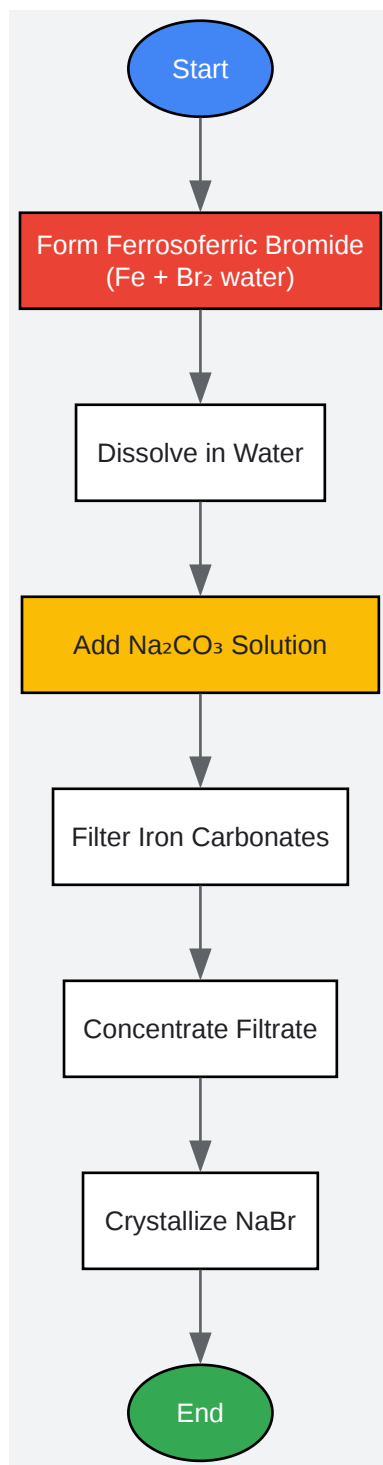 Start
Form Ferrosoferric Bromide
(Fe + Br₂ water)
Dissolve in Water
Add Na₂CO₃ Solution
Filter Iron Carbonates
Concentrate Filtrate
Crystallize NaBr
End